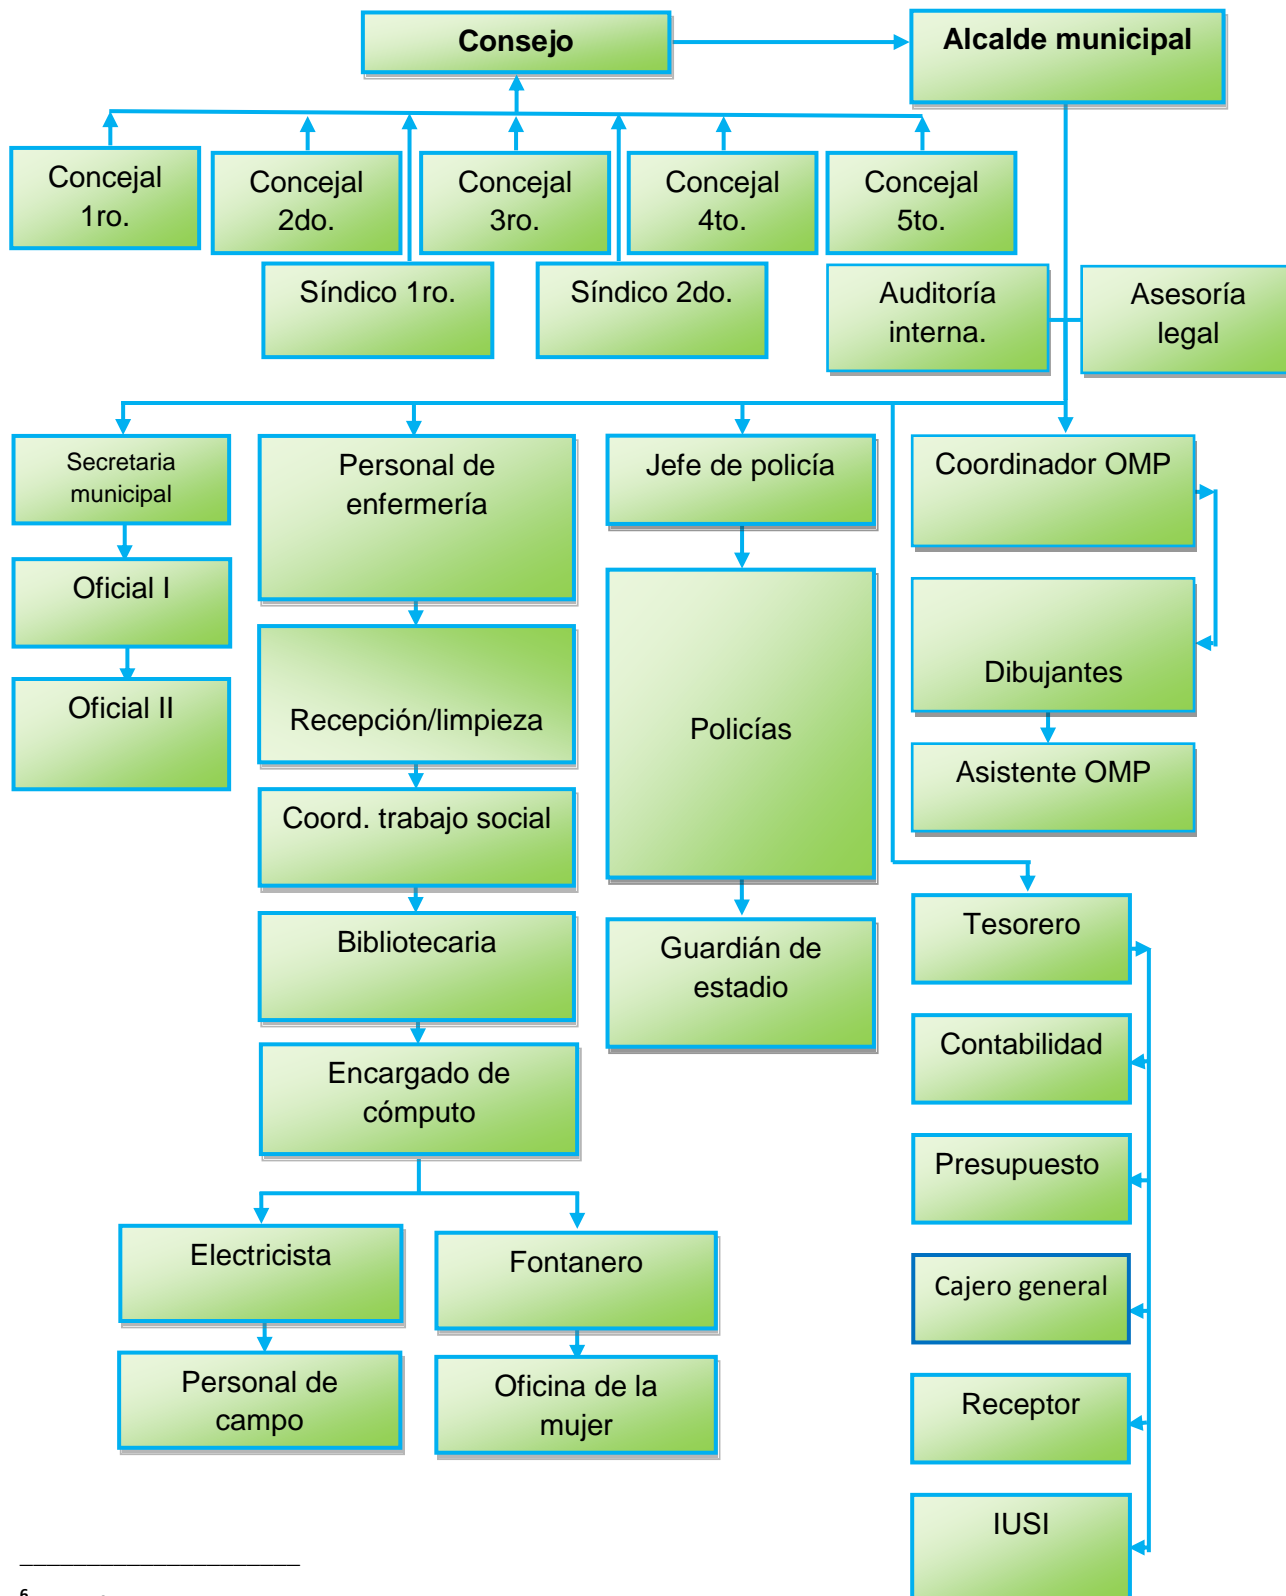 Consejo
Alcalde municipal
Concejal
1ro.
Concejal
2do.
Concejal
3ro.
Concejal
4to.
Concejal
5to.
Síndico 1ro.
Síndico 2do.
Auditoría
interna.
Asesoría
legal
Secretaria
municipal
Personal de
enfermería
Jefe de policía
Coordinador OMP
Oficial I
Oficial II
Recepción/limpieza
Policías
Dibujantes
Asistente OMP
Coord. trabajo social
Bibliotecaria
Guardián de
estadio
Tesorero
Encargado de
cómputo
Contabilidad
Presupuesto
Electricista
Fontanero
Cajero general
Personal de
campo
Oficina de la
mujer
Receptor
IUSI
6